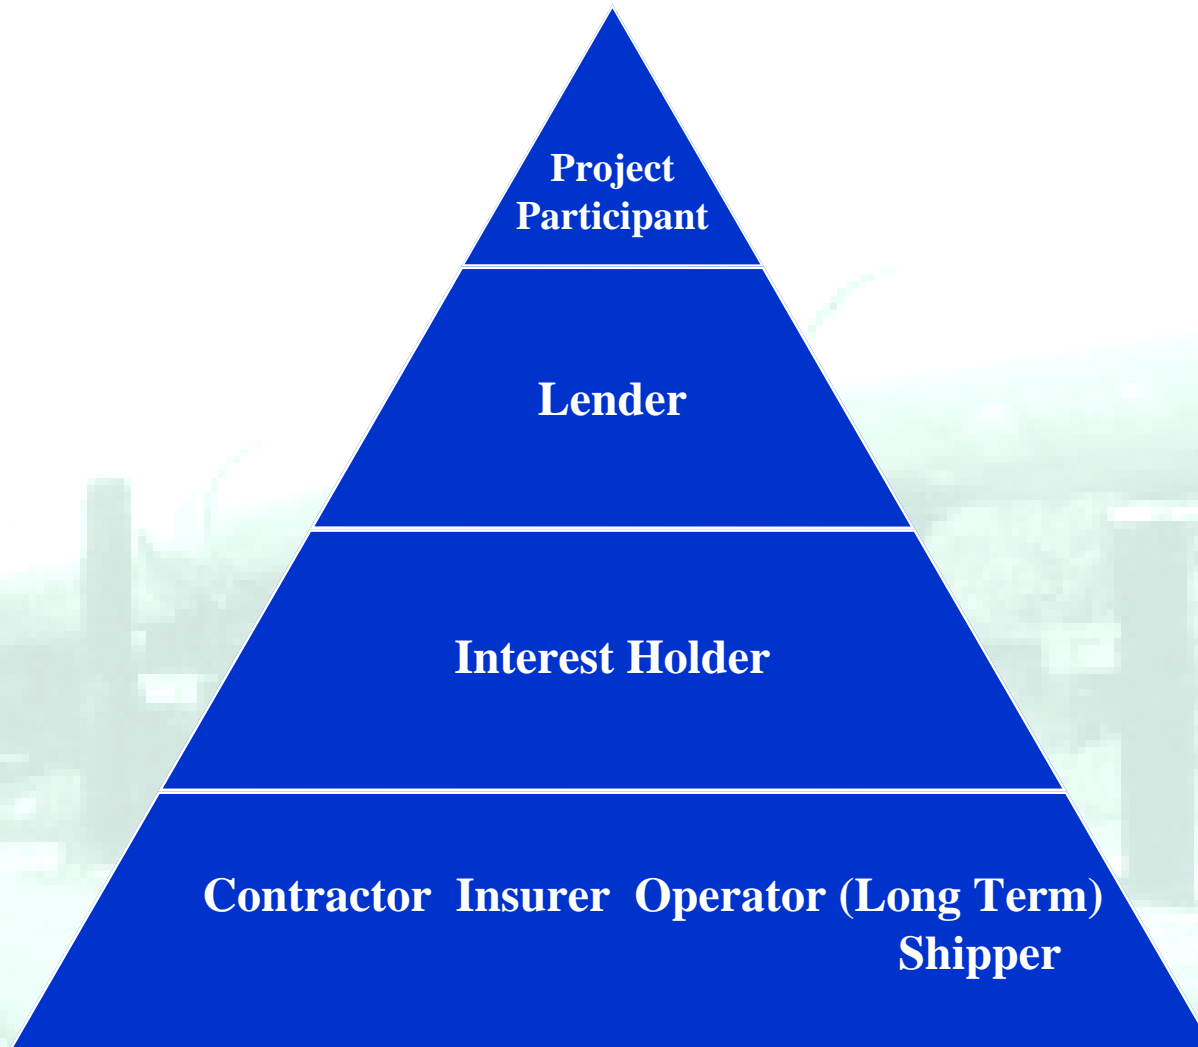 Project
Participant
Lender
Interest Holder
Contractor Insurer Operator (Long Term)
Shipper